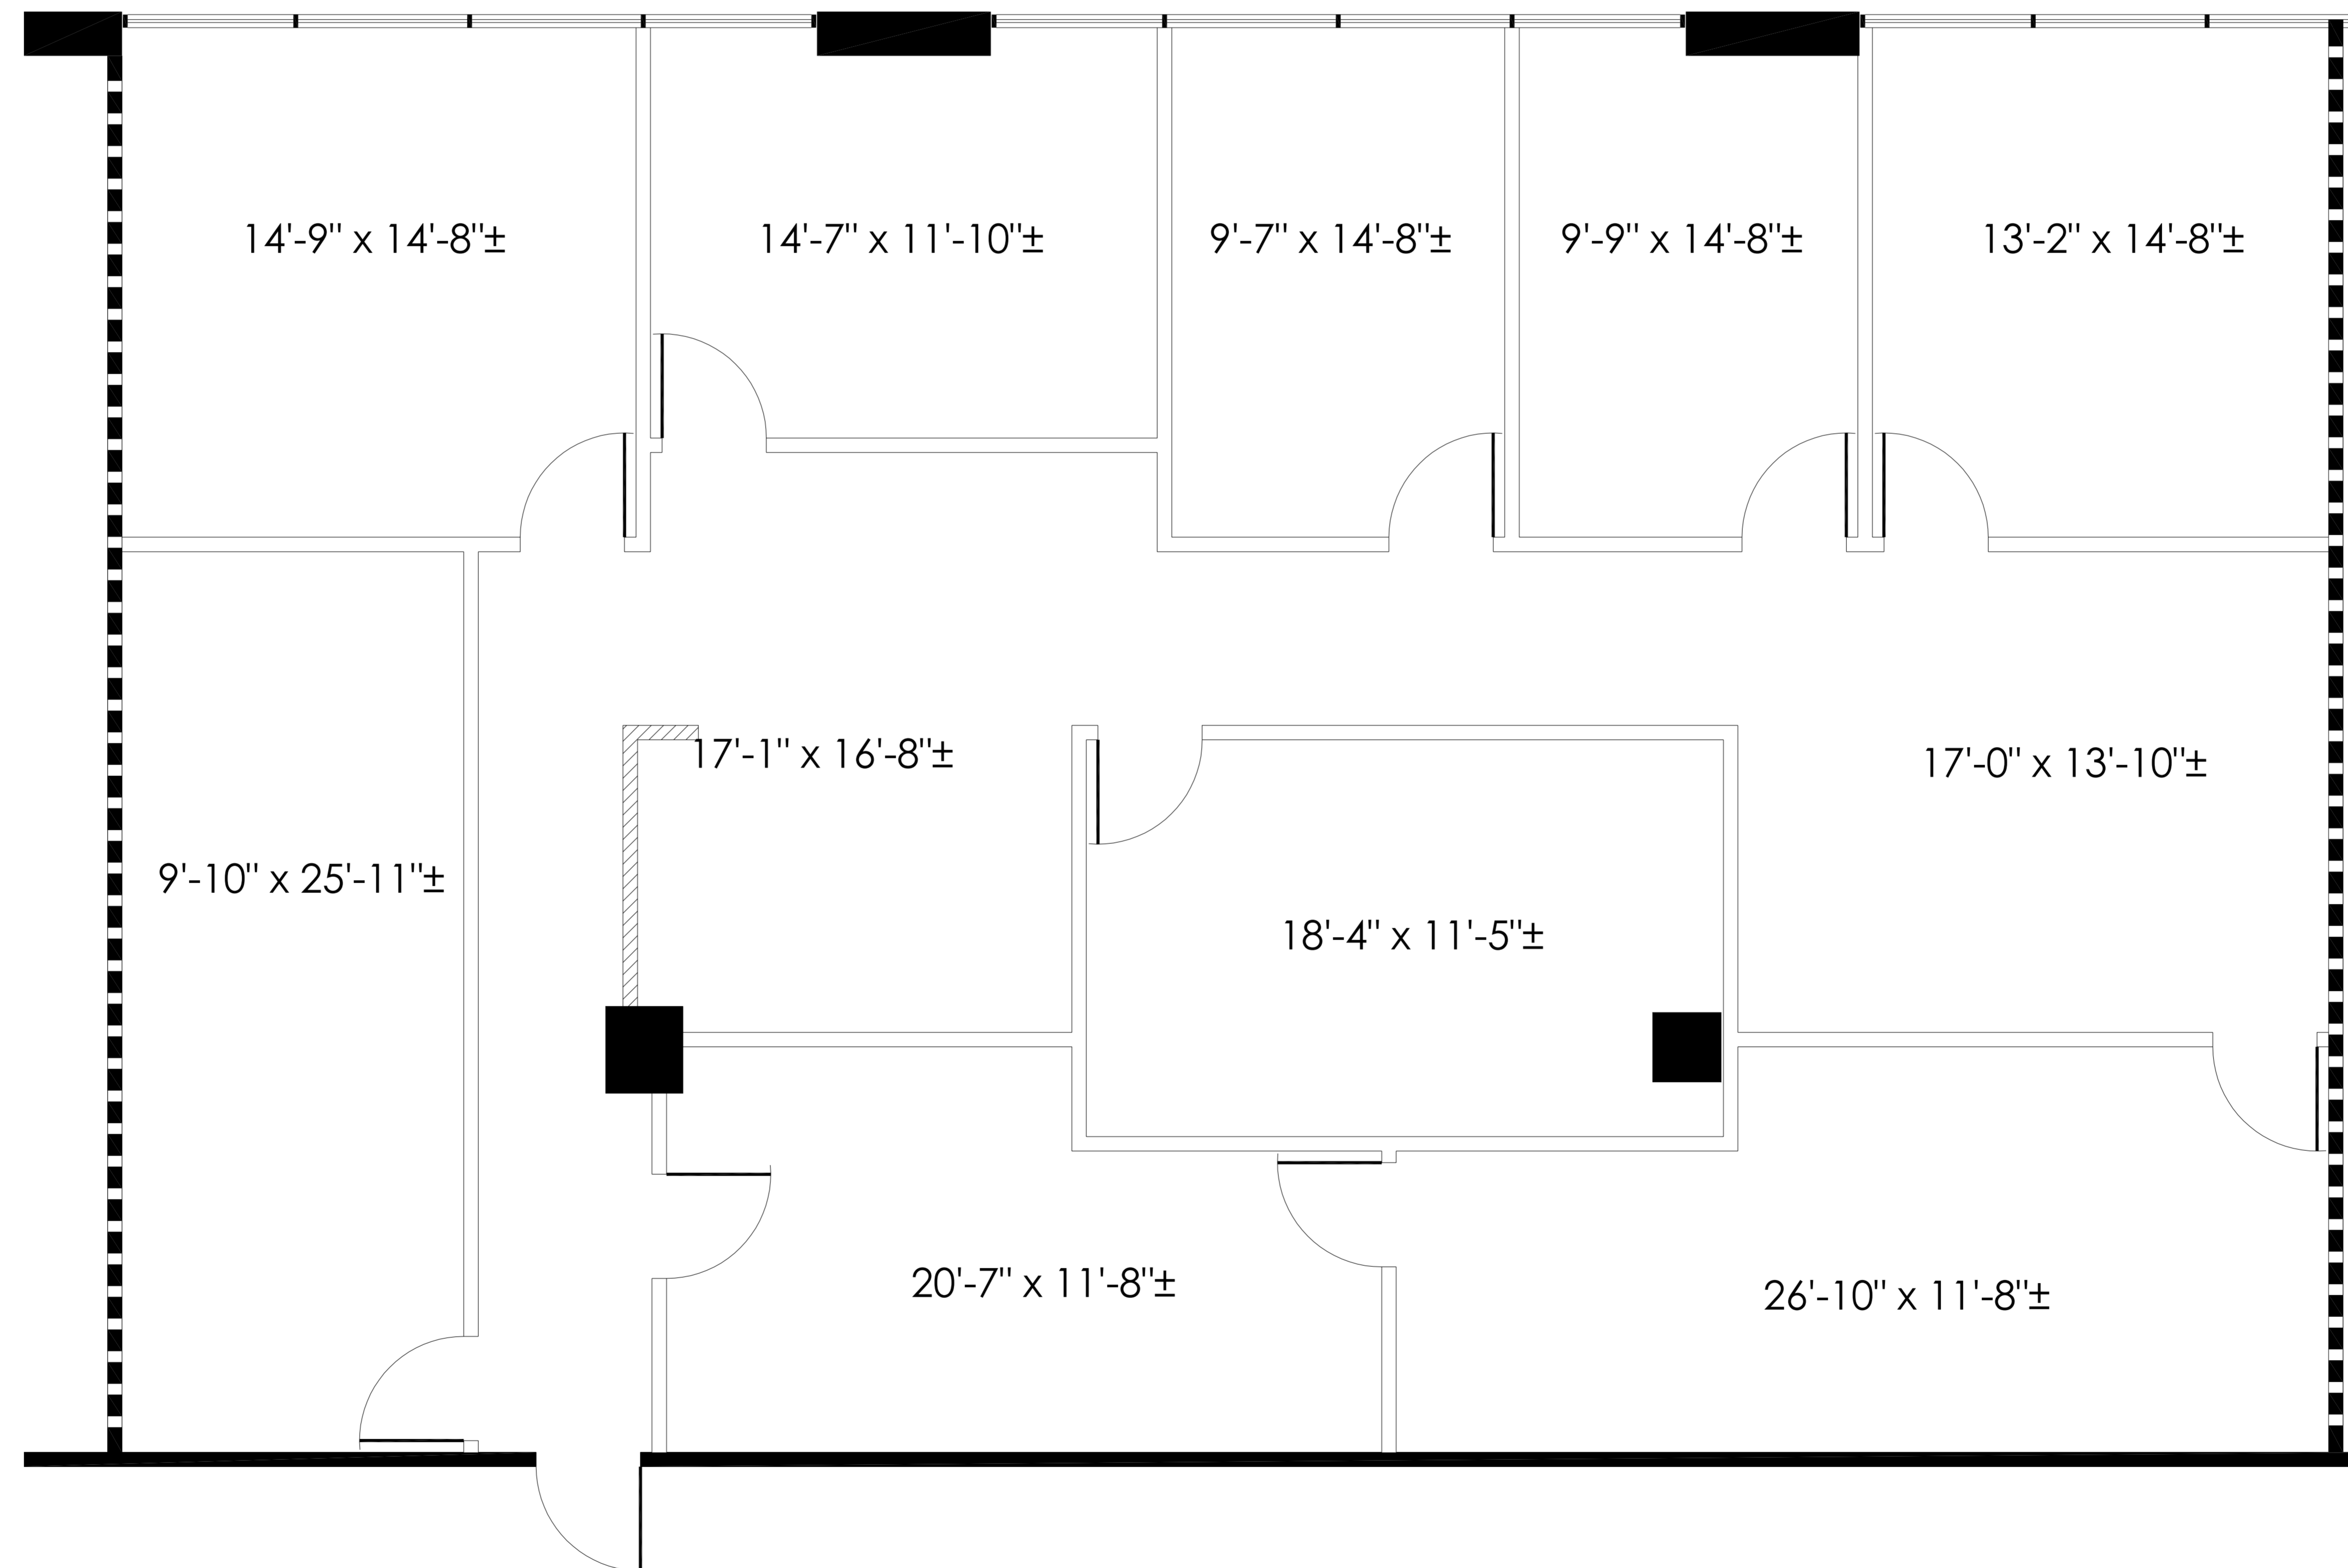 14'-9" x 14'-8"±
14'-7" x 11'-10"±
9'-7" x 14'-8"±
9'-9" x 14'-8"±
13'-2" x 14'-8"±
17'-1" x 16'-8"±
17'-0" x 13'-10"±
9'-10" x 25'-11"±
18'-4" x 11'-5"±
20'-7" x 11'-8"±
26'-10" x 11'-8"±